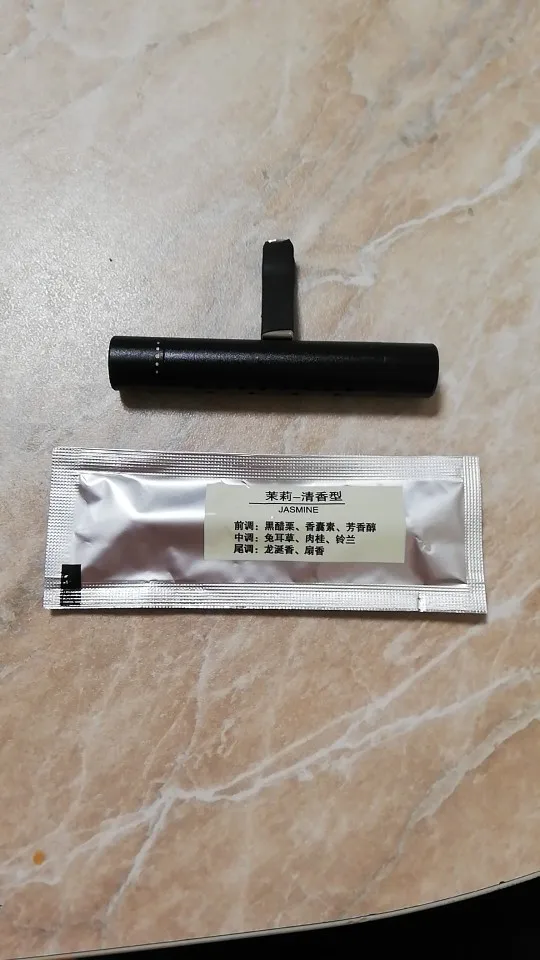 茉莉–清香型
JASMINE
前调：黑醋栗、香囊素、芳香醇
中调：兔耳草、肉桂、铃兰
尾调：龙涎香、扇香